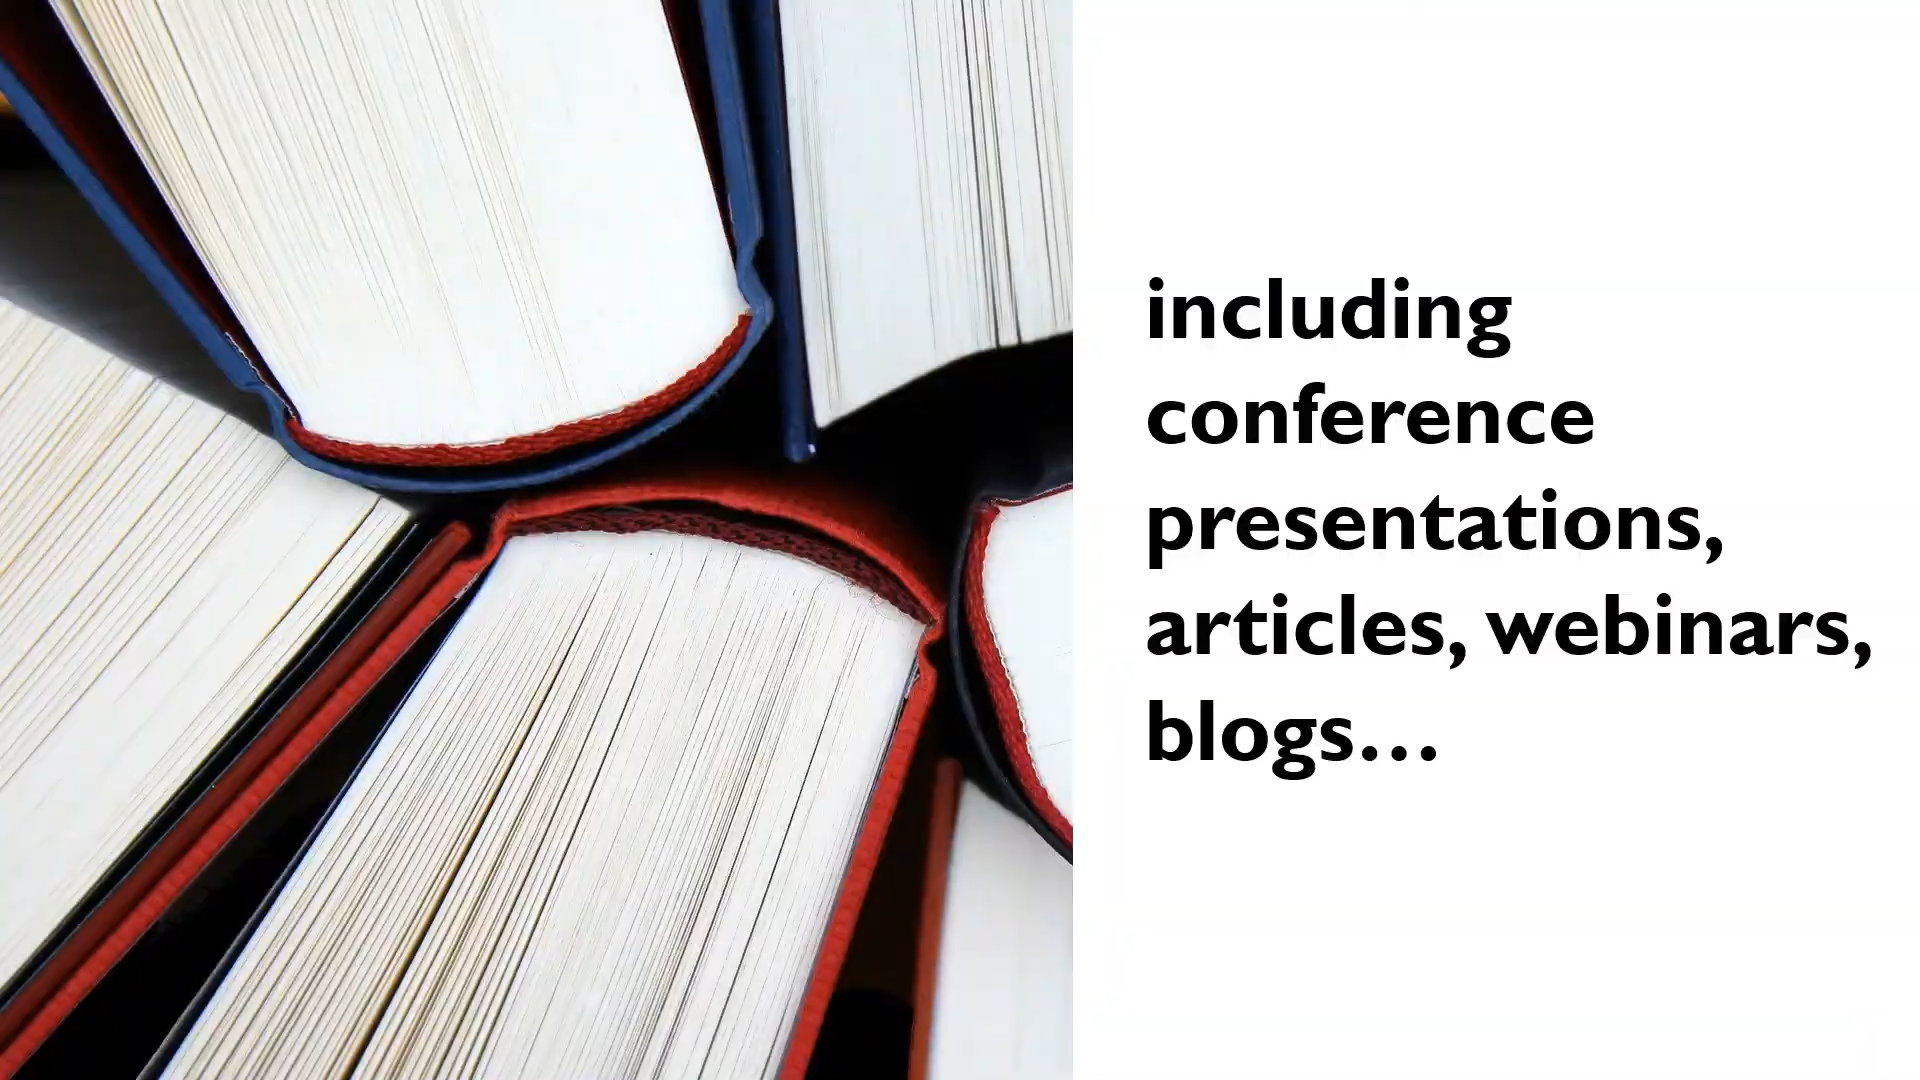 including
conference
presentations,
articles, webinars,
blogs...